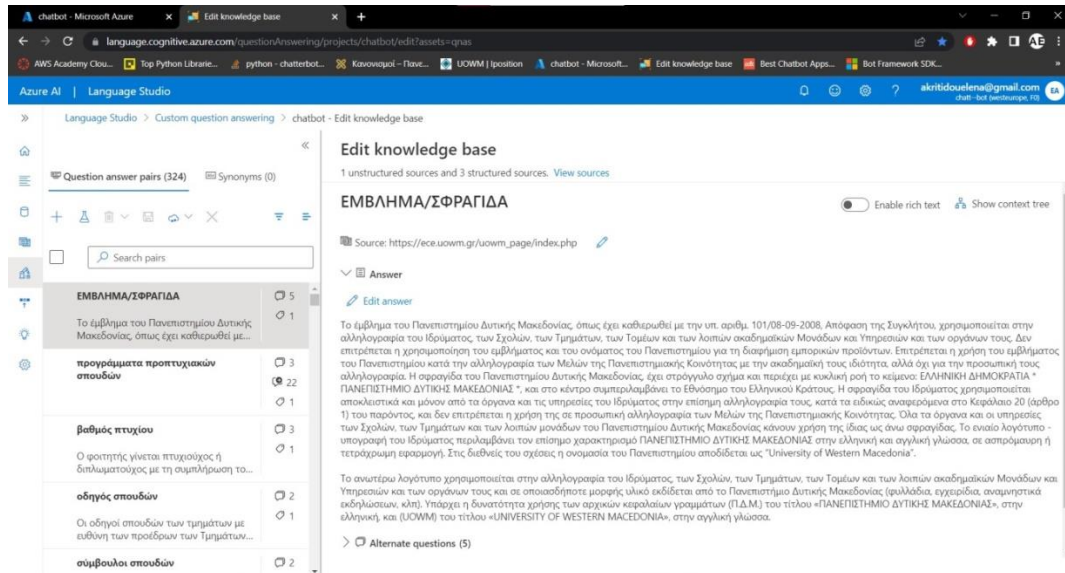 chatbot - Microsoft Azure
Edit knowledge base
language.cognitive.azure.com/questionAnswering/projects/chatbot/edit?assets=qnas
AWS Academy Clou...
Top Python Librarie...
python - chatterbot...
Κανονισμοί – Πανε...
UOWM | Iposition
chatbot - Microsoft...
Edit knowledge base
Best Chatbot Apps...
Bot Framework SDK...
Azure AI | Language Studio
akritidouelena@gmail.com
chatt--bot (westeurope, F0)
EA
Language Studio > Custom question answering > chatbot - Edit knowledge base
Question answer pairs (324)
Synonyms (0)
Search pairs
ΕΜΒΛΗΜΑ/ΣΦΡΑΓΙΔΑ
5
Το έμβλημα του Πανεπιστημίου Δυτικής
Μακεδονίας, όπως έχει καθιερωθεί με...
1
προγράμματα προπτυχιακών
σπουδών
3
22
1
βαθμός πτυχίου
3
Ο φοιτητής γίνεται πτυχιούχος ή
διπλωματούχος με τη συμπλήρωση το...
1
οδηγός σπουδών
2
Οι οδηγοί σπουδών των τμημάτων με
ευθύνη των προέδρων των Τμημάτων...
1
σύμβουλοι σπουδών
2
Edit knowledge base
1 unstructured sources and 3 structured sources. View sources
ΕΜΒΛΗΜΑ/ΣΦΡΑΓΙΔΑ
Enable rich text
Show context tree
Source: https://ece.uowm.gr/uowm_page/index.php
Answer
Edit answer
Το έμβλημα του Πανεπιστημίου Δυτικής Μακεδονίας, όπως έχει καθιερωθεί με την υπ. αριθμ. 101/08-09-2008, Απόφαση της Συγκλήτου, χρησιμοποιείται στην
αλληλογραφία του Ιδρύματος, των Σχολών, των Τμημάτων, των Τομέων και των λοιπών ακαδημαϊκών Μονάδων και Υπηρεσιών και των οργάνων τους. Δεν
επιτρέπεται η χρησιμοποίηση του εμβλήματος και του ονόματος του Πανεπιστημίου για τη διαφήμιση εμπορικών προϊόντων. Επιτρέπεται η χρήση του εμβλήματος
του Πανεπιστημίου κατά την αλληλογραφία των Μελών της Πανεπιστημιακής Κοινότητας με την ακαδημαϊκή τους ιδιότητα, αλλά όχι για την προσωπική τους
αλληλογραφία. Η σφραγίδα του Πανεπιστημίου Δυτικής Μακεδονίας, έχει στρόγγυλο σχήμα και περιέχει με κυκλική ροή το κείμενο: ΕΛΛΗΝΙΚΗ ΔΗΜΟΚΡΑΤΙΑ *
ΠΑΝΕΠΙΣΤΗΜΙΟ ΔΥΤΙΚΗΣ ΜΑΚΕΔΟΝΙΑΣ *, και στο κέντρο συμπεριλαμβάνει το Εθνόσημο του Ελληνικού Κράτους. Η σφραγίδα του Ιδρύματος χρησιμοποιείται
αποκλειστικά και μόνον από τα όργανα και τις υπηρεσίες του Ιδρύματος στην επίσημη αλληλογραφία τους, κατά τα ειδικώς αναφερόμενα στο Κεφάλαιο 20 (άρθρο
1) του παρόντος, και δεν επιτρέπεται η χρήση της σε προσωπική αλληλογραφία των Μελών της Πανεπιστημιακής Κοινότητας. Όλα τα όργανα και οι υπηρεσίες
των Σχολών, των Τμημάτων και των λοιπών μονάδων του Πανεπιστημίου Δυτικής Μακεδονίας κάνουν χρήση της ίδιας ως άνω σφραγίδας. Το ενιαίο λογότυπο -
υπογραφή του Ιδρύματος περιλαμβάνει τον επίσημο χαρακτηρισμό ΠΑΝΕΠΙΣΤΗΜΙΟ ΔΥΤΙΚΗΣ ΜΑΚΕΔΟΝΙΑΣ στην ελληνική και αγγλική γλώσσα, σε ασπρόμαυρη ή
τετράχρωμη εφαρμογή. Στις διεθνείς του σχέσεις η ονομασία του Πανεπιστημίου αποδίδεται ως "University of Western Macedonia".
Το ανωτέρω λογότυπο χρησιμοποιείται στην αλληλογραφία του Ιδρύματος, των Σχολών, των Τμημάτων, των Τομέων και των λοιπών ακαδημαϊκών Μονάδων και
Υπηρεσιών και των οργάνων τους και σε οποιασδήποτε μορφής υλικό εκδίδεται από το Πανεπιστήμιο Δυτικής Μακεδονίας (φυλλάδια, εγχειρίδια, αναμνηστικά
εκδηλώσεων, κλπ). Υπάρχει η δυνατότητα χρήσης των αρχικών κεφαλαίων γραμμάτων (Π.Δ.Μ.) του τίτλου «ΠΑΝΕΠΙΣΤΗΜΙΟ ΔΥΤΙΚΗΣ ΜΑΚΕΔΟΝΙΑΣ», στην
ελληνική, και (UOWM) του τίτλου «UNIVERSITY OF WESTERN MACEDONIA», στην αγγλική γλώσσα.
Alternate questions (5)